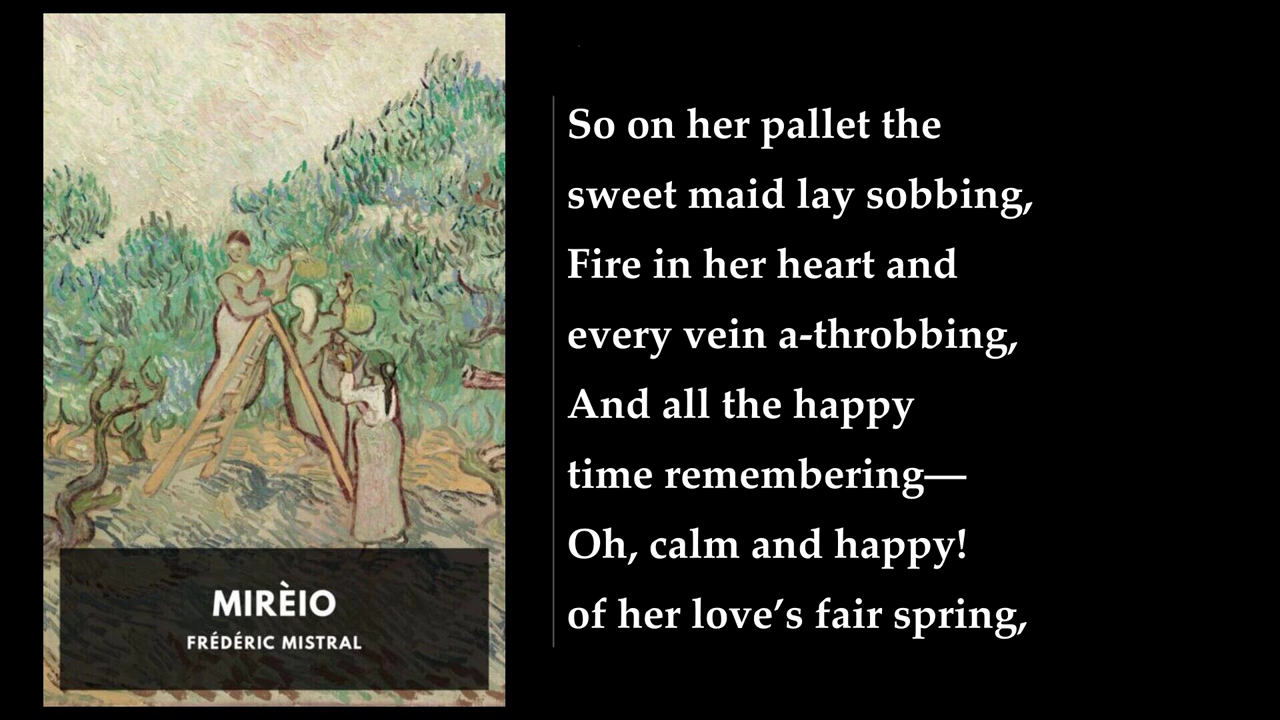 MIRÈIO
FRÉDÉRIC MISTRAL
So on her pallet the
sweet maid lay sobbing,
Fire in her heart and
every vein a-throbbing,
And all the happy
time remembering—
Oh, calm and happy!
of her love’s fair spring,